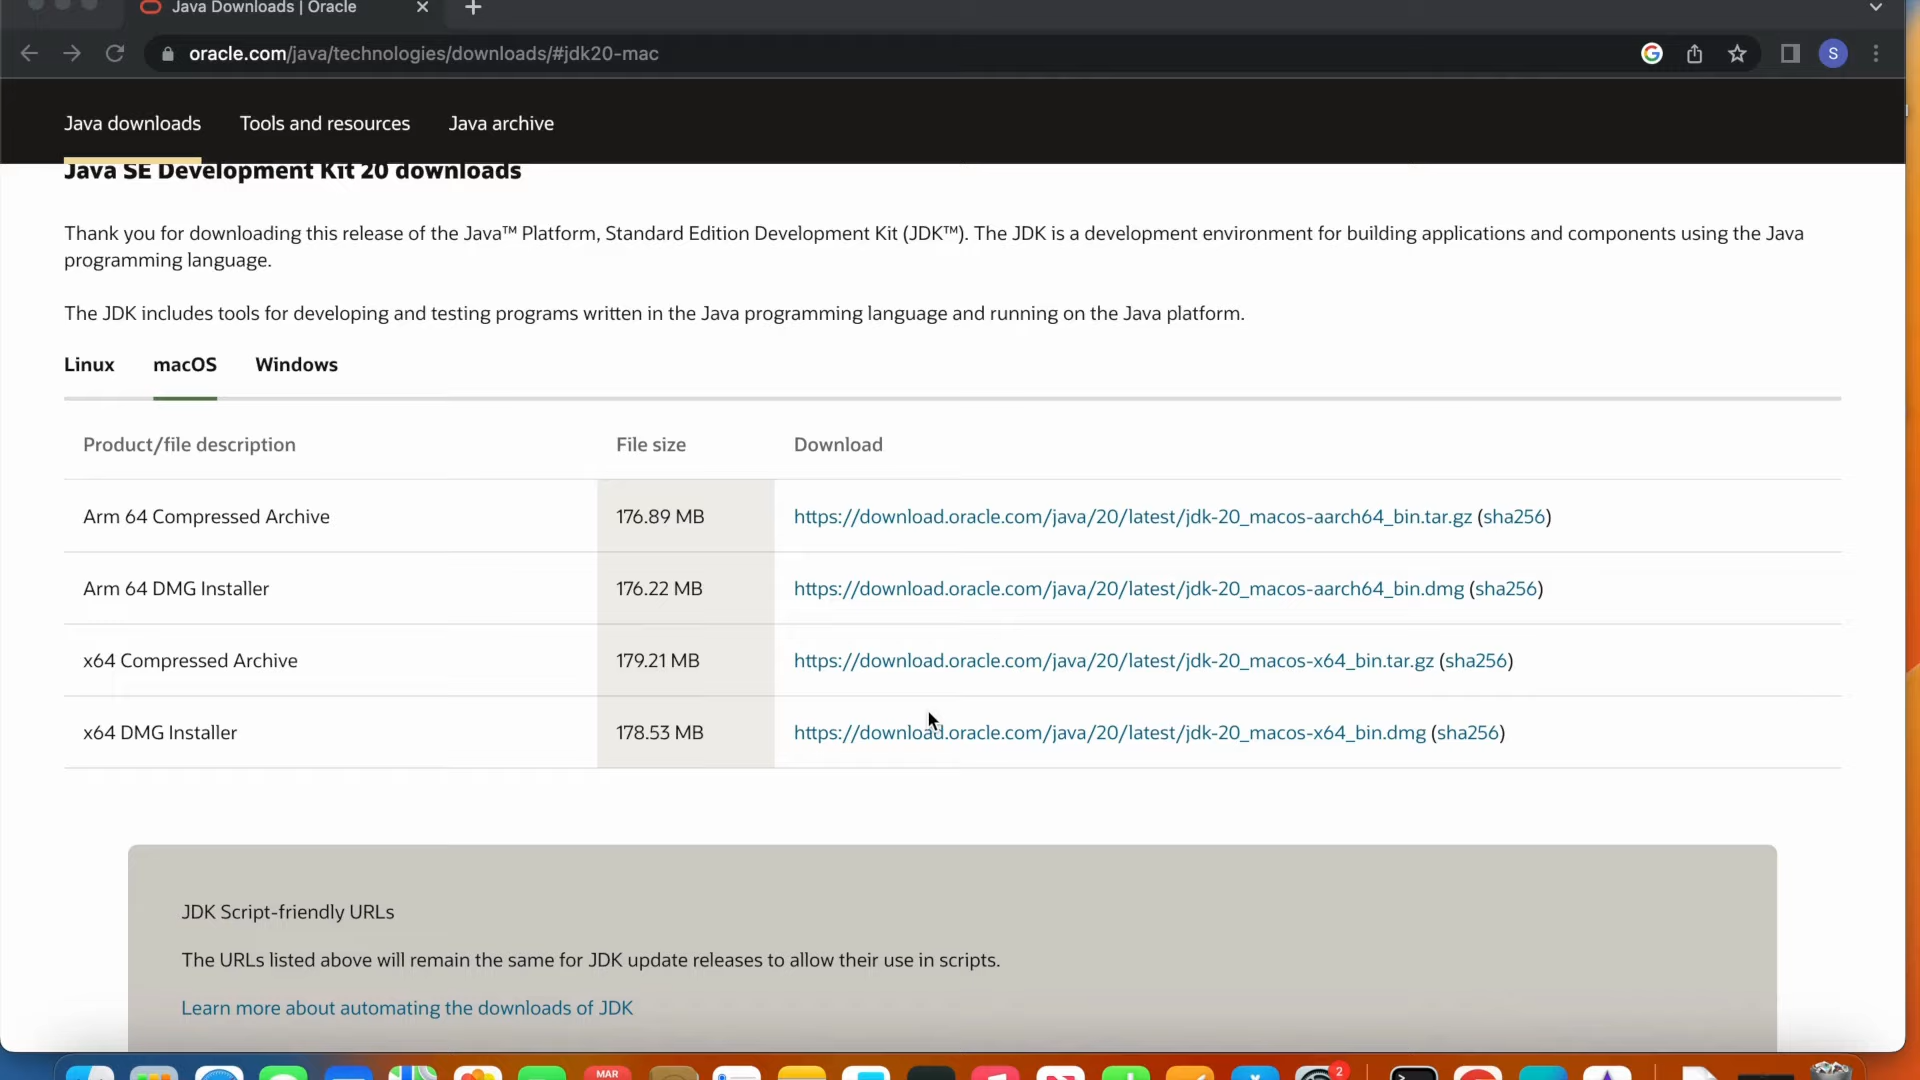 Java Downloads | Oracle
oracle.com/java/technologies/downloads/#jdk20-mac
S
Java downloads Tools and resources Java archive
Java SE Development Kit 20 downloads
Thank you for downloading this release of the Java™ Platform, Standard Edition Development Kit (JDK™). The JDK is a development environment for building applications and components using the Java
programming language.
The JDK includes tools for developing and testing programs written in the Java programming language and running on the Java platform.
Linux macOS Windows
Product/file description File size Download
Arm 64 Compressed Archive 176.89 MB https://download.oracle.com/java/20/latest/jdk-20_macos-aarch64_bin.tar.gz (sha256)
Arm 64 DMG Installer 176.22 MB https://download.oracle.com/java/20/latest/jdk-20_macos-aarch64_bin.dmg (sha256)
x64 Compressed Archive 179.21 MB https://download.oracle.com/java/20/latest/jdk-20_macos-x64_bin.tar.gz (sha256)
x64 DMG Installer 178.53 MB https://download.oracle.com/java/20/latest/jdk-20_macos-x64_bin.dmg (sha256)
JDK Script-friendly URLs
The URLs listed above will remain the same for JDK update releases to allow their use in scripts.
Learn more about automating the downloads of JDK
MAR 2